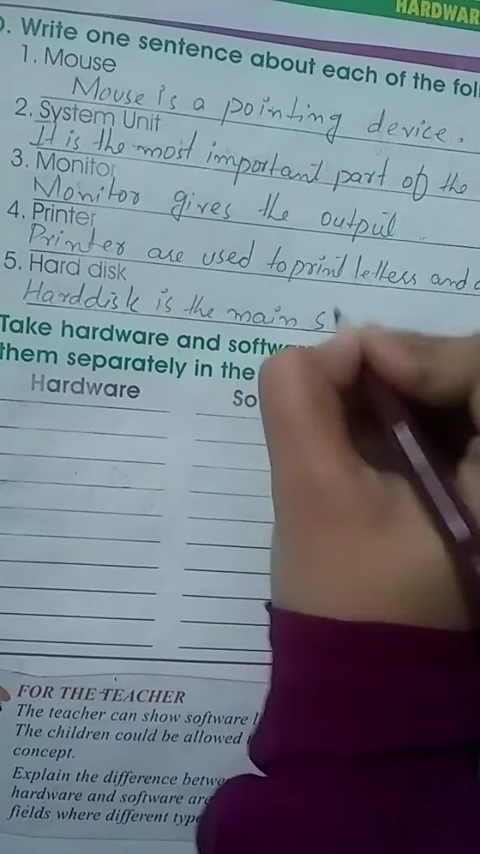 HARDWAR
. Write one sentence about each of the fol
1. Mouse
Mouse is a pointing device.
2. System Unit
It is the most important part of the
3. Monitor
Monitor gives the output
4. Printer
Printer are used to print letters and
5. Hard disk
Harddisk is the main s
Take hardware and softw
them separately in the
Hardware
So
FOR THE TEACHER
The teacher can show software
The children could be allowed
concept.
Explain the difference betwe
hardware and software are
fields where different type